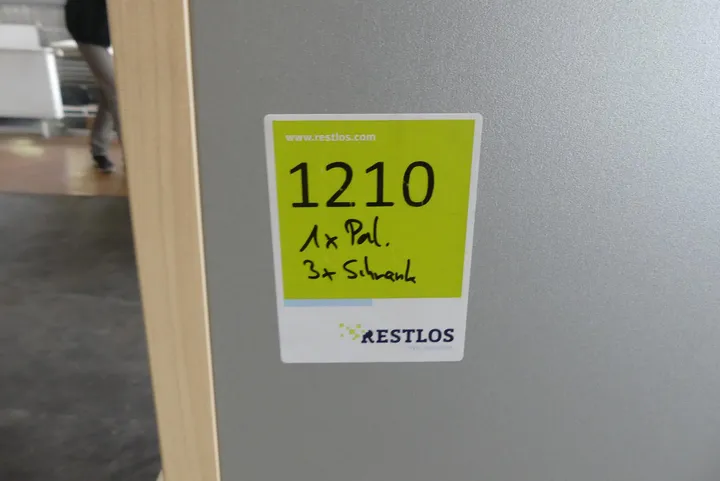 www.restlos.com
1210
1x Pal.
3x Schrank
RESTLOS